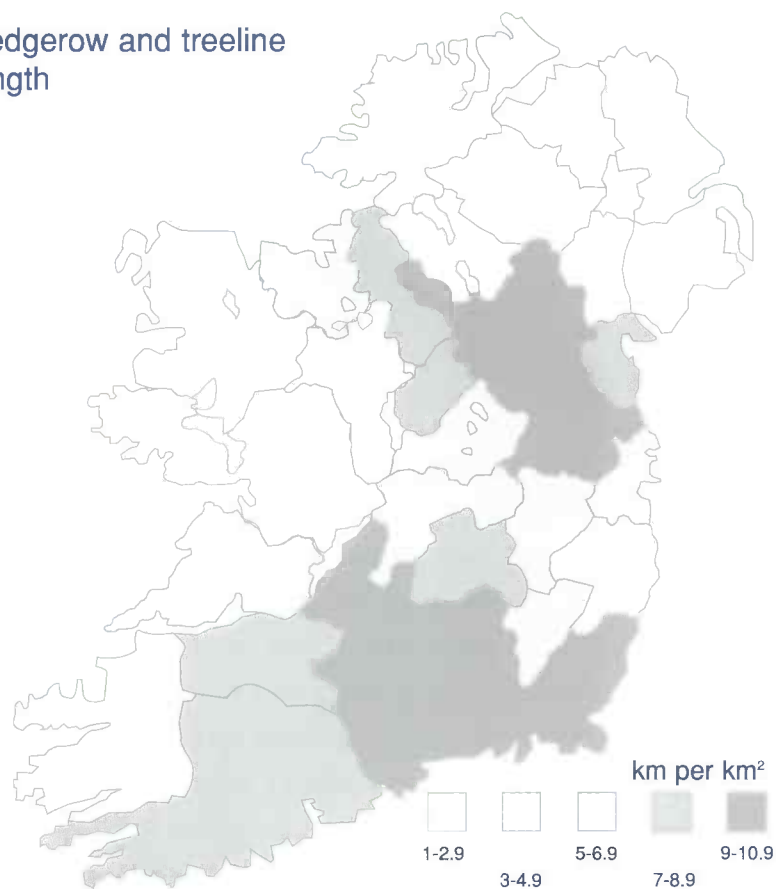 edgerow and treeline
ngth
km per km²
1-2.9
3-4.9
5-6.9
7-8.9
9-10.9